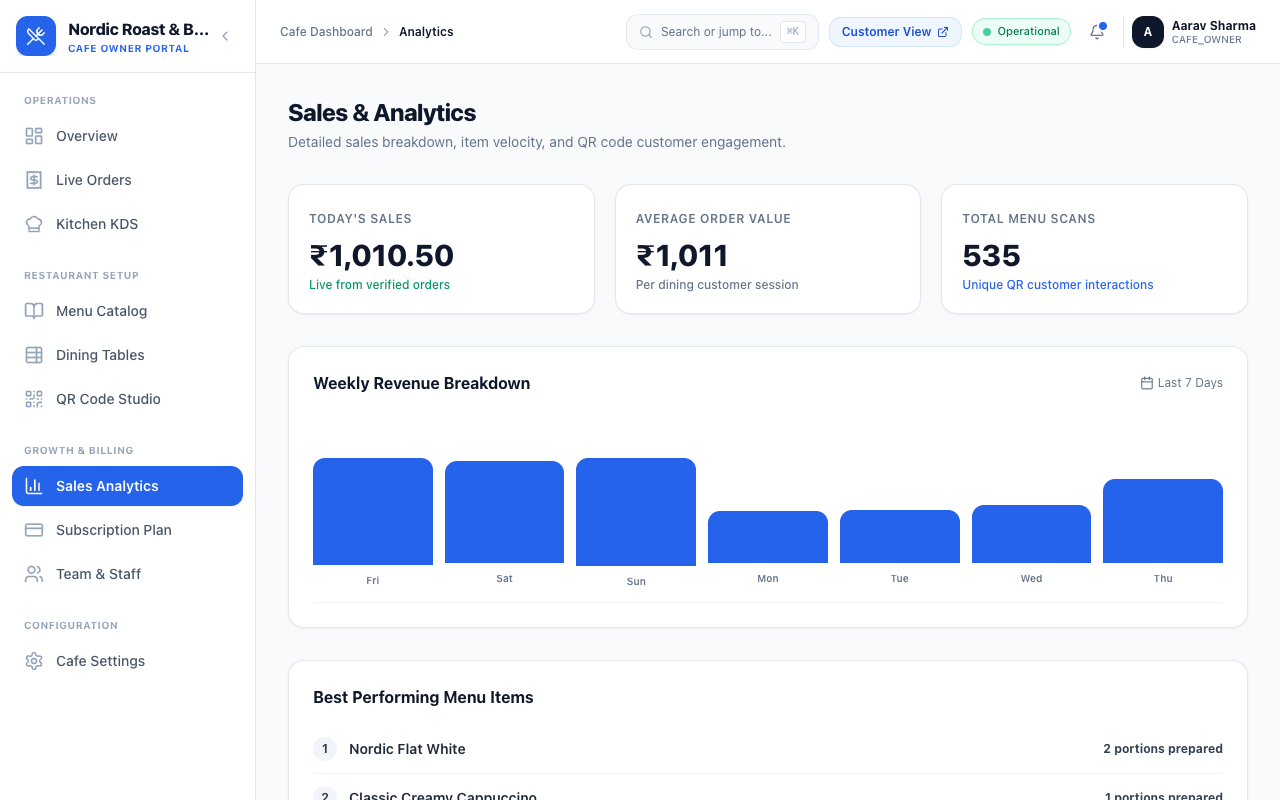 Nordic Roast & B...
CAFE OWNER PORTAL
Cafe Dashboard
Analytics
Search or jump to...
⌘K
Customer View
Operational
A
Aarav Sharma
CAFE_OWNER
OPERATIONS
Overview
Live Orders
Kitchen KDS
RESTAURANT SETUP
Menu Catalog
Dining Tables
QR Code Studio
GROWTH & BILLING
Sales Analytics
Subscription Plan
Team & Staff
CONFIGURATION
Cafe Settings
Sales & Analytics
Detailed sales breakdown, item velocity, and QR code customer engagement.
TODAY'S SALES
₹1,010.50
Live from verified orders
AVERAGE ORDER VALUE
₹1,011
Per dining customer session
TOTAL MENU SCANS
535
Unique QR customer interactions
Weekly Revenue Breakdown
Last 7 Days
Fri
Sat
Sun
Mon
Tue
Wed
Thu
Best Performing Menu Items
1 Nordic Flat White 2 portions prepared
2 Classic Creamy Cappuccino 1 portions prepared